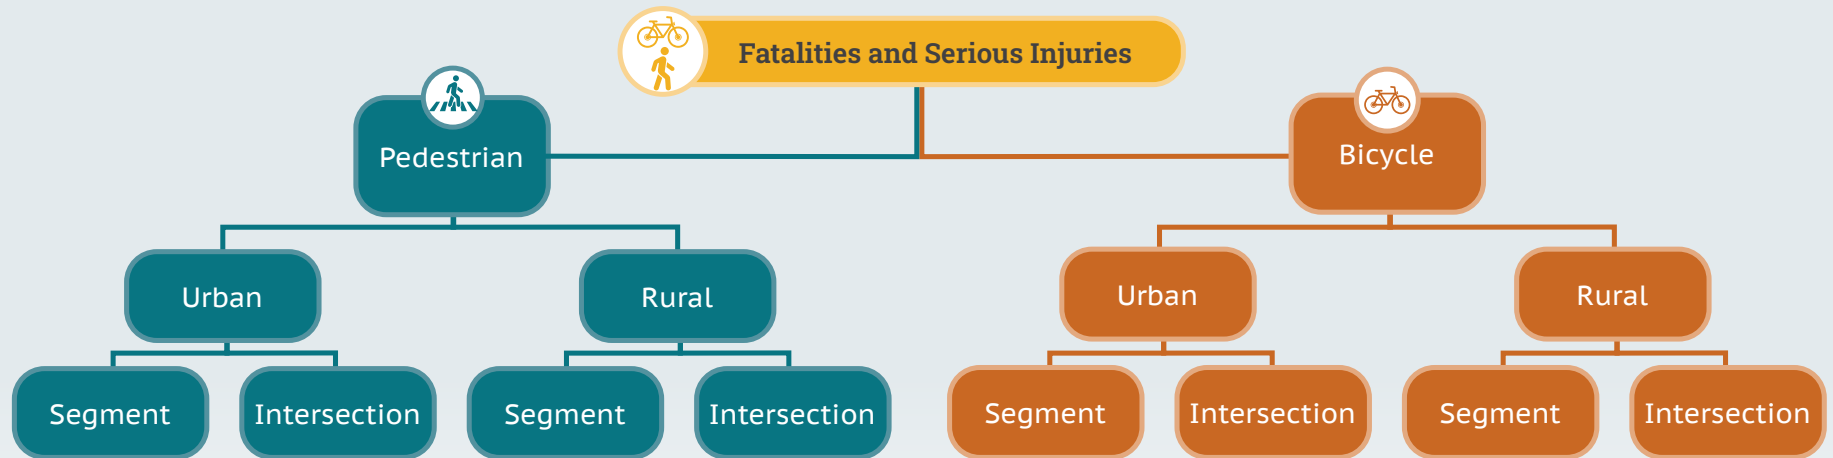 Fatalities and Serious Injuries
Pedestrian
Bicycle
Urban
Rural
Urban
Rural
Segment
Intersection
Segment
Intersection
Segment
Intersection
Segment
Intersection